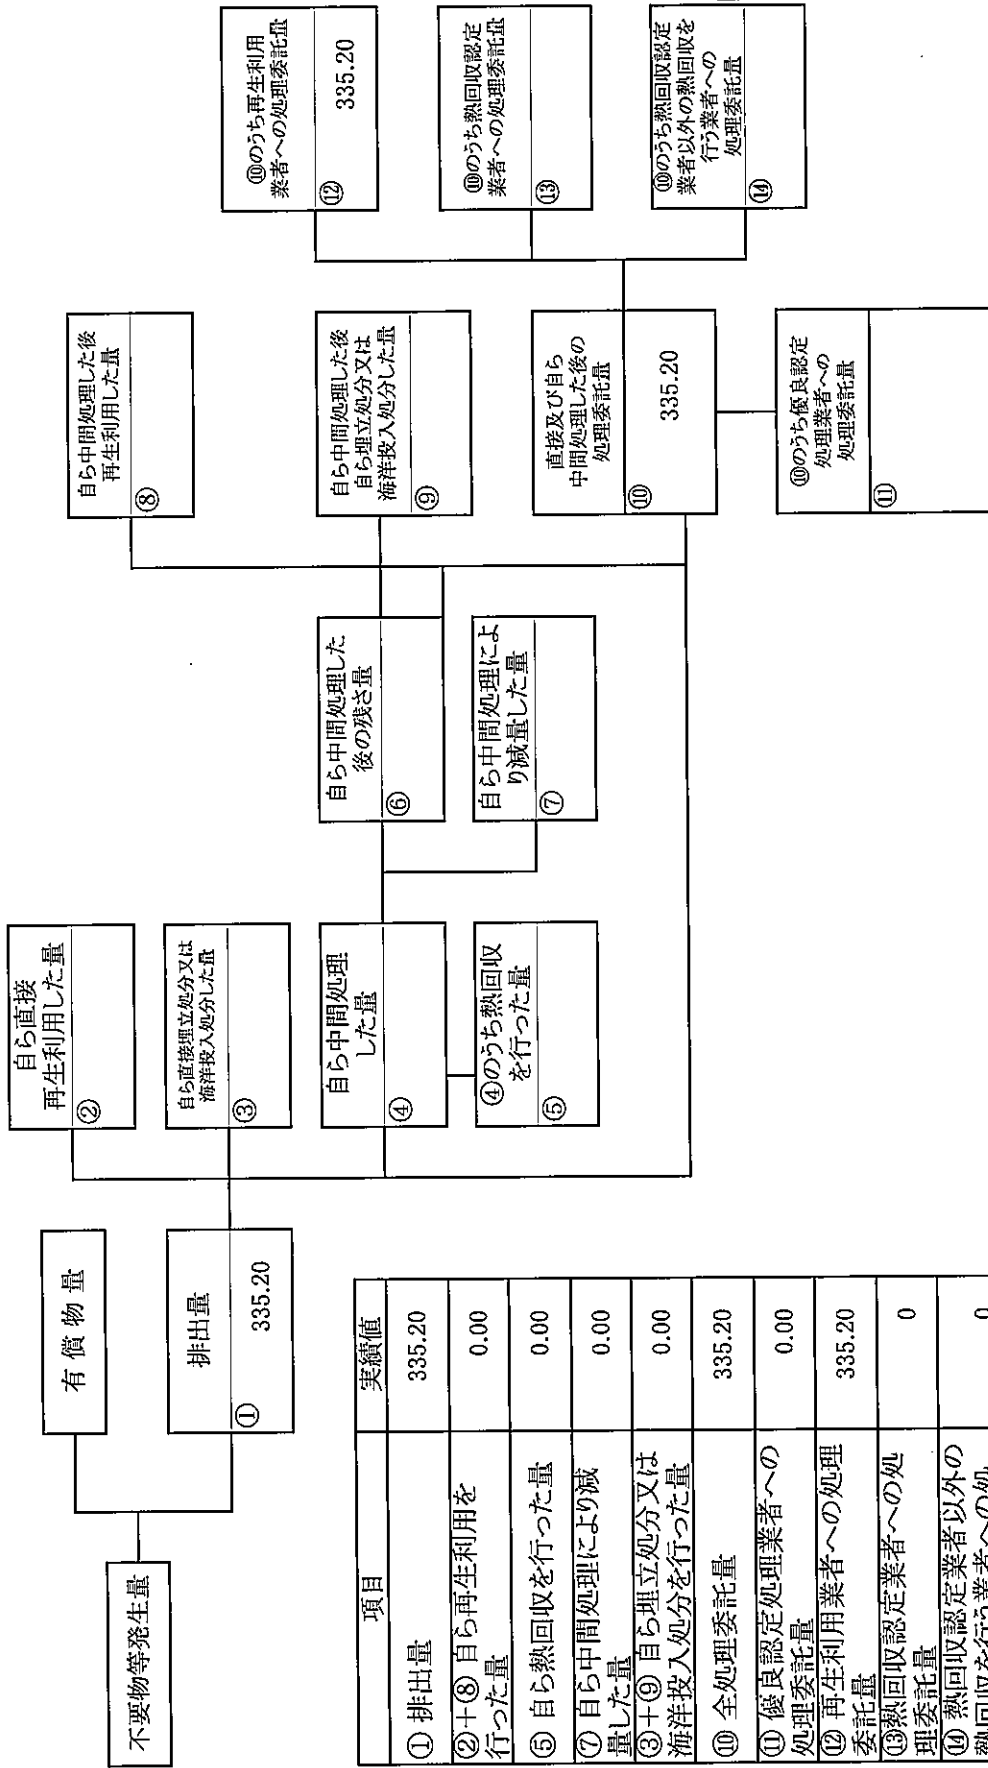 不要物等発生量
有償物量
排出量
①
335.20
自ら直接
再生利用した量
②
自ら直接埋立処分又は
海洋投入処分した量
③
自ら中間処理
した量
④
④のうち熱回収
を行った量
⑤
自ら中間処理した
後の残さ量
⑥
自ら中間処理によ
り減量した量
⑦
自ら中間処理した後
再生利用した量
⑧
自ら中間処理した後
自ら埋立処分又は
海洋投入処分した量
⑨
直接及び自ら
中間処理した後の
処理委託量
⑩
335.20
⑩のうち優良認定
処理業者への
処理委託量
⑪
⑩のうち再生利用
業者への処理委託量
⑫
335.20
⑩のうち熱回収認定
業者への処理委託量
⑬
⑩のうち熱回収認定
業者以外の熱回収を
行う業者への
処理委託量
⑭
項目 実績値
①排出量 335.20
②+⑧ 自ら再生利用を
行った量 0.00
⑤ 自ら熱回収を行った量 0.00
⑦ 自ら中間処理により減
量した量 0.00
③+⑨ 自ら埋立処分又は
海洋投入処分を行った量 0.00
⑩ 全処理委託量 335.20
⑪ 優良認定処理業者への
処理委託量 0.00
⑫ 再生利用業者への処理
委託量 335.20
⑬熱回収認定業者への処
理委託量 0
⑭ 熱回収認定業者以外の
熱回収を行う業者への処 0